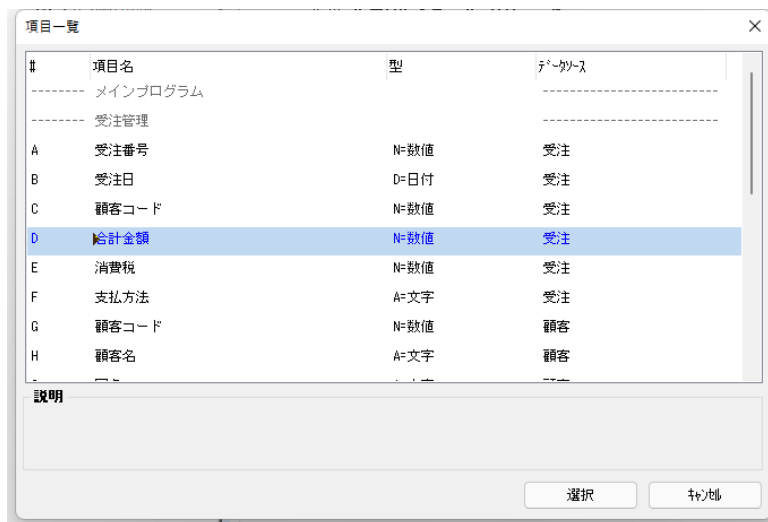 項目一覧
# 項目名 型 ﾃﾞｰﾀｿｰｽ
-------- メインプログラム -------------------------
-------- 受注管理 -------------------------
A 受注番号 N=数値 受注
B 受注日 D=日付 受注
C 顧客コード N=数値 受注
D 合計金額 N=数値 受注
E 消費税 N=数値 受注
F 支払方法 A=文字 受注
G 顧客コード N=数値 顧客
H 顧客名 A=文字 顧客
説明
選択 ｷｬﾝｾﾙ